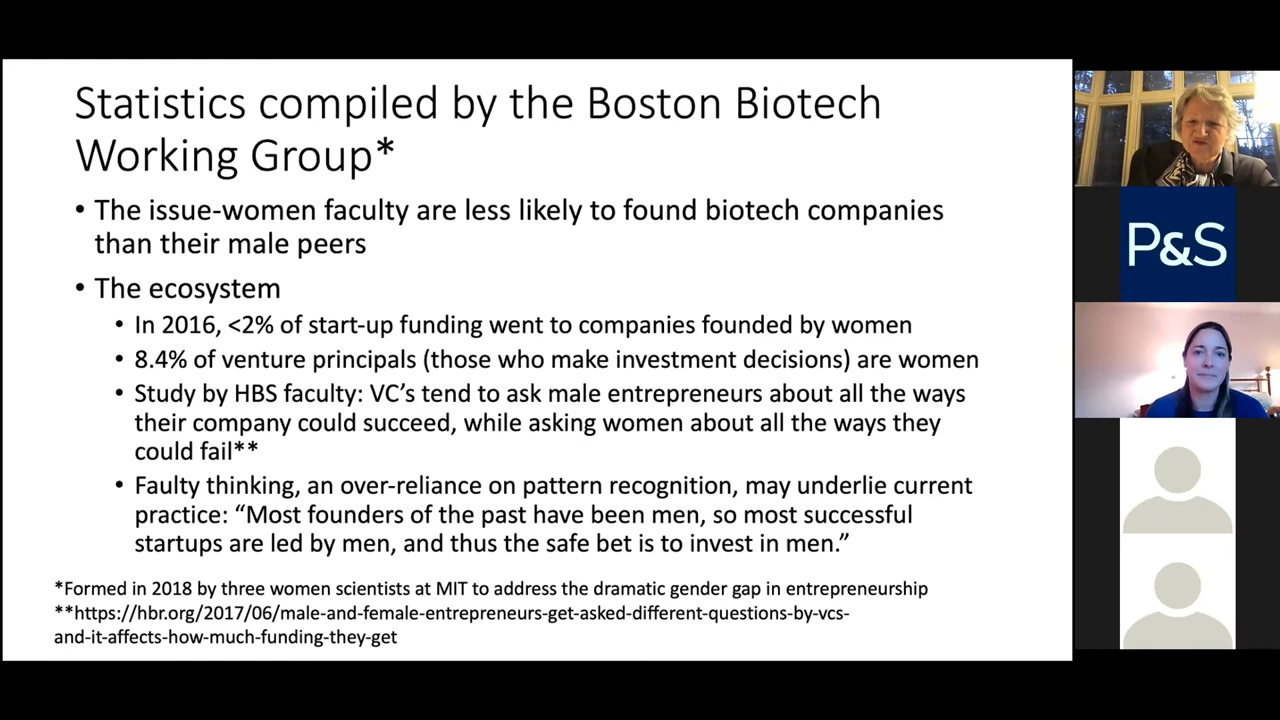 Statistics compiled by the Boston Biotech
Working Group*
• The issue-women faculty are less likely to found biotech companies
than their male peers
• The ecosystem
• In 2016, <2% of start-up funding went to companies founded by women
• 8.4% of venture principals (those who make investment decisions) are women
• Study by HBS faculty: VC’s tend to ask male entrepreneurs about all the ways
their company could succeed, while asking women about all the ways they
could fail**
• Faulty thinking, an over-reliance on pattern recognition, may underlie current
practice: “Most founders of the past have been men, so most successful
startups are led by men, and thus the safe bet is to invest in men.”
*Formed in 2018 by three women scientists at MIT to address the dramatic gender gap in entrepreneurship
**https://hbr.org/2017/06/male-and-female-entrepreneurs-get-asked-different-questions-by-vcs-
and-it-affects-how-much-funding-they-get
P&S